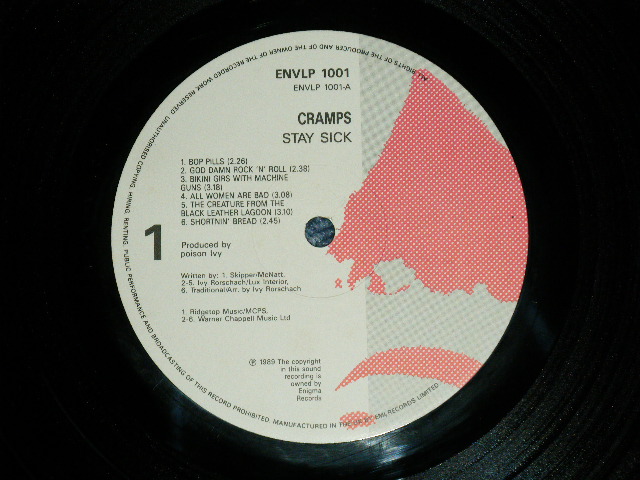 ENVLP 1001
ENVLP 1001-A
CRAMPS
STAY SICK
1. BOP PILLS (2.26)
2. GOD DAMN ROCK 'N' ROLL (2.38)
3. BIKINI GIRS WITH MACHINE
GUNS (3.18)
4. ALL WOMEN ARE BAD (3.08)
5. THE CREATURE FROM THE
BLACK LEATHER LAGOON (3.10)
6. SHORTNIN' BREAD (2.45)
1
Produced by
poison Ivy
Written by: 1. Skipper/McNatt,
2-5. Ivy Rorschach/Lux Interior,
6. Traditional/Arr. by Ivy Rorschach
1. Ridgetop Music/MCPS,
2-6. Warner Chappell Music Ltd
℗ 1989 The copyright
in this sound
recording is
owned by
Enigma
Records
ALL RIGHTS OF THE PRODUCER AND OF THE OWNER OF THE RECORDED WORK RESERVED. UNAUTHORISED COPYING, HIRING, RENTING, PUBLIC PERFORMANCE AND BROADCASTING OF THIS RECORD PROHIBITED. MANUFACTURED IN THE UK BY EMI RECORDS LIMITED